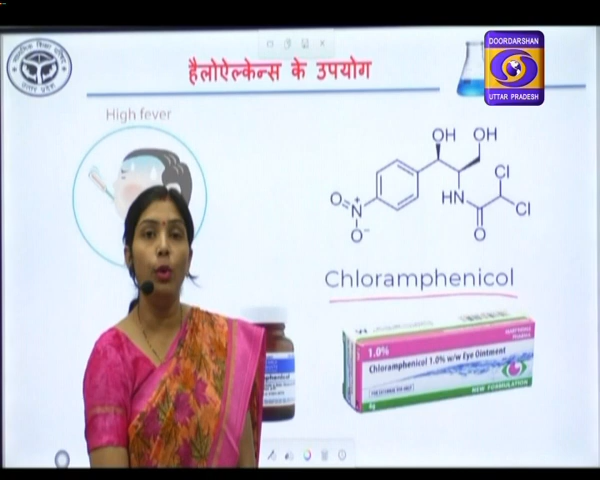 हैलोऐल्केन्स के उपयोग
DOORDARSHAN
UTTAR PRADESH
High fever
OH OH
Cl
HN
Cl
O
N+
O-
O
Chloramphenicol
1.0%
Chloramphenicol 1.0% w/w Eye Ointment
NEW FORMULATION
4g